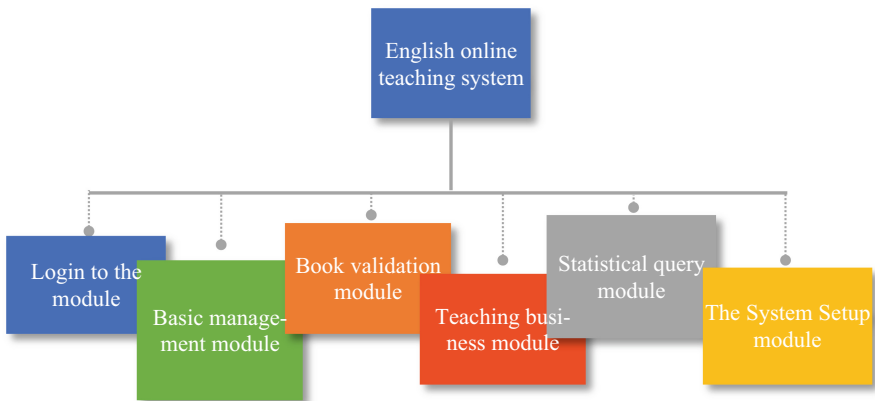 English online
teaching system
Login to the
module
Basic manage-
ment module
Book validation
module
Teaching busi-
ness module
Statistical query
module
The System Setup
module